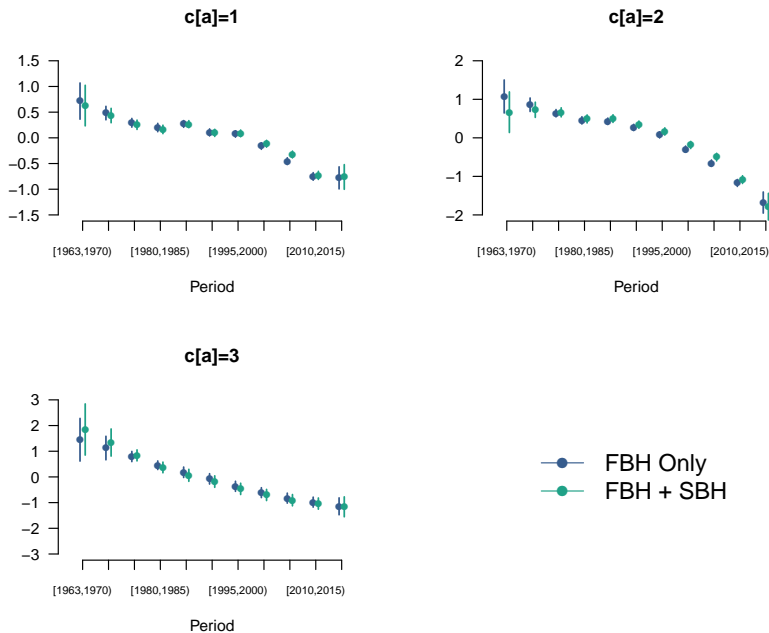 c[a]=1
1.5
1.0
0.5
0.0
−0.5
−1.0
−1.5
[1963,1970) [1980,1985) [1995,2000) [2010,2015)
Period
c[a]=2
2
1
0
−1
−2
[1963,1970) [1980,1985) [1995,2000) [2010,2015)
Period
c[a]=3
3
2
1
0
−1
−2
−3
[1963,1970) [1980,1985) [1995,2000) [2010,2015)
Period
FBH Only
FBH + SBH